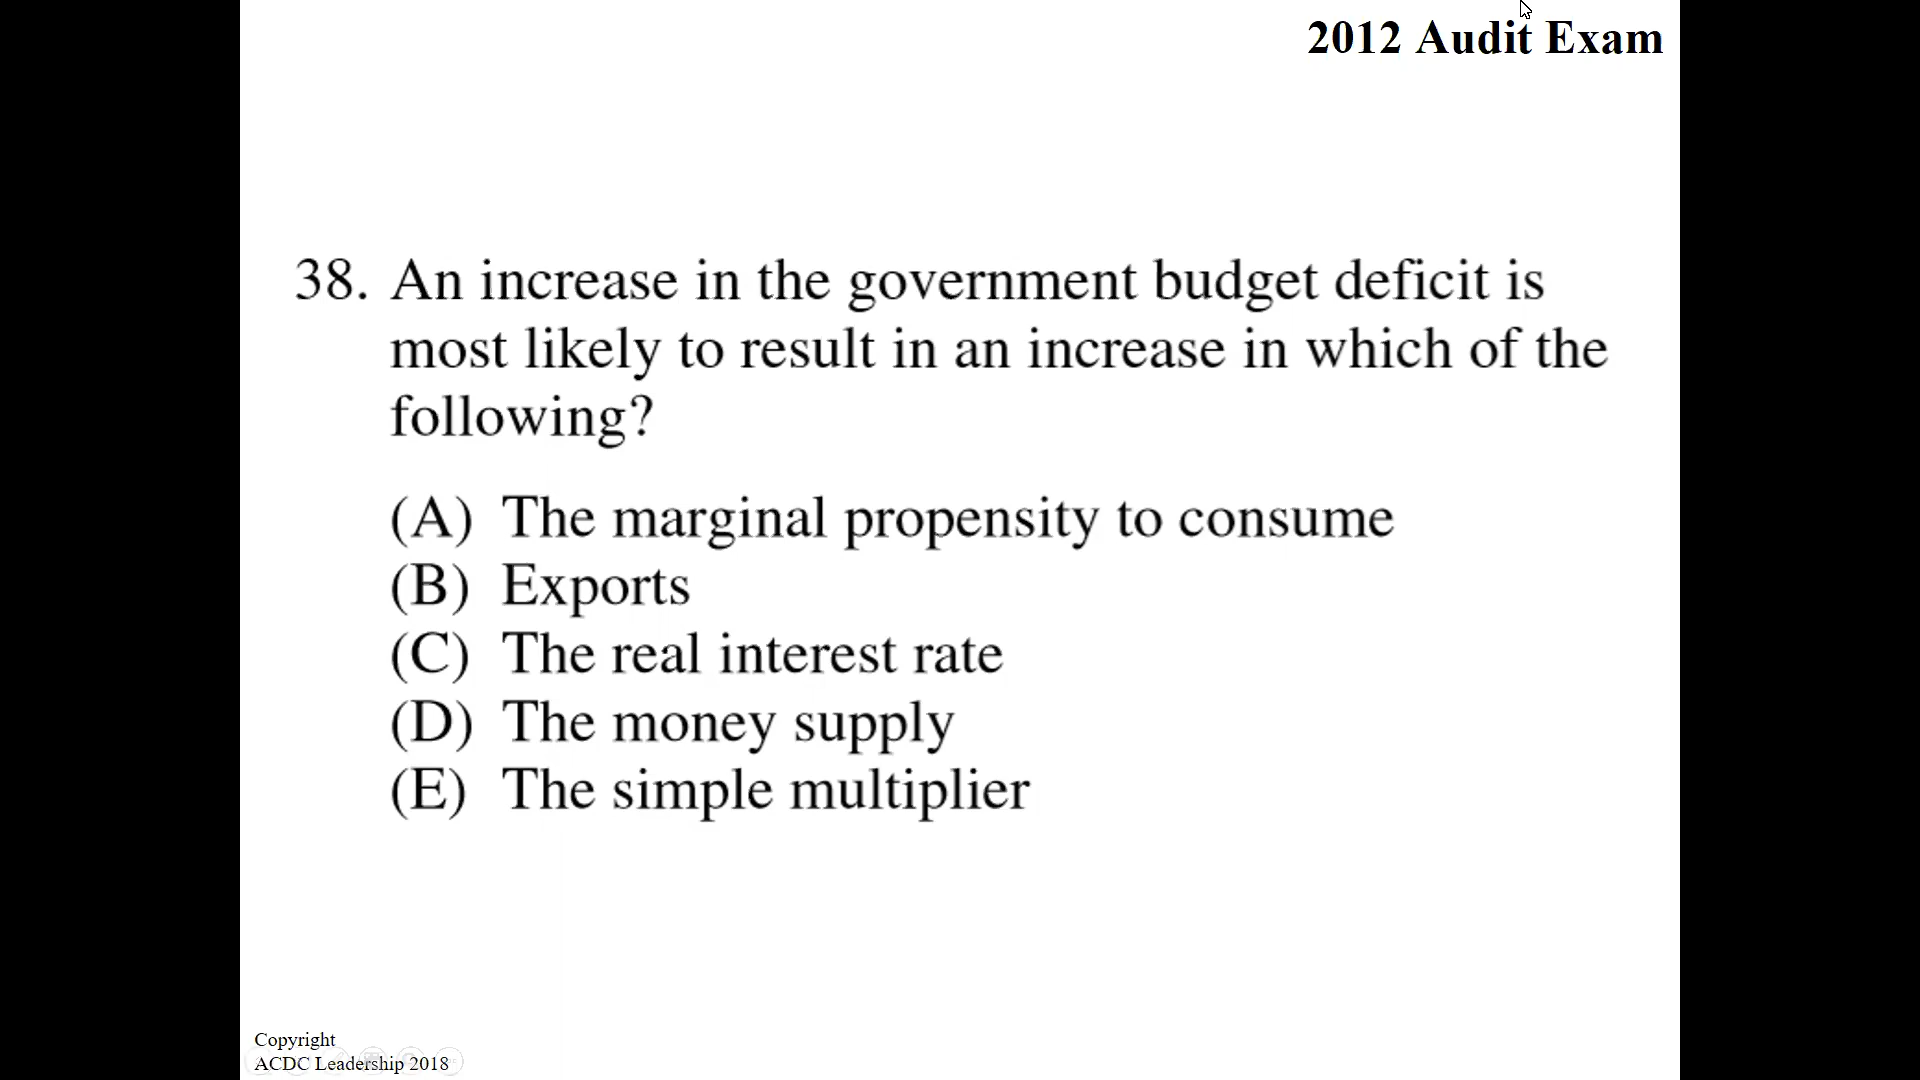 2012 Audit Exam
38. An increase in the government budget deficit is
most likely to result in an increase in which of the
following?
(A) The marginal propensity to consume
(B) Exports
(C) The real interest rate
(D) The money supply
(E) The simple multiplier
Copyright
ACDC Leadership 2018